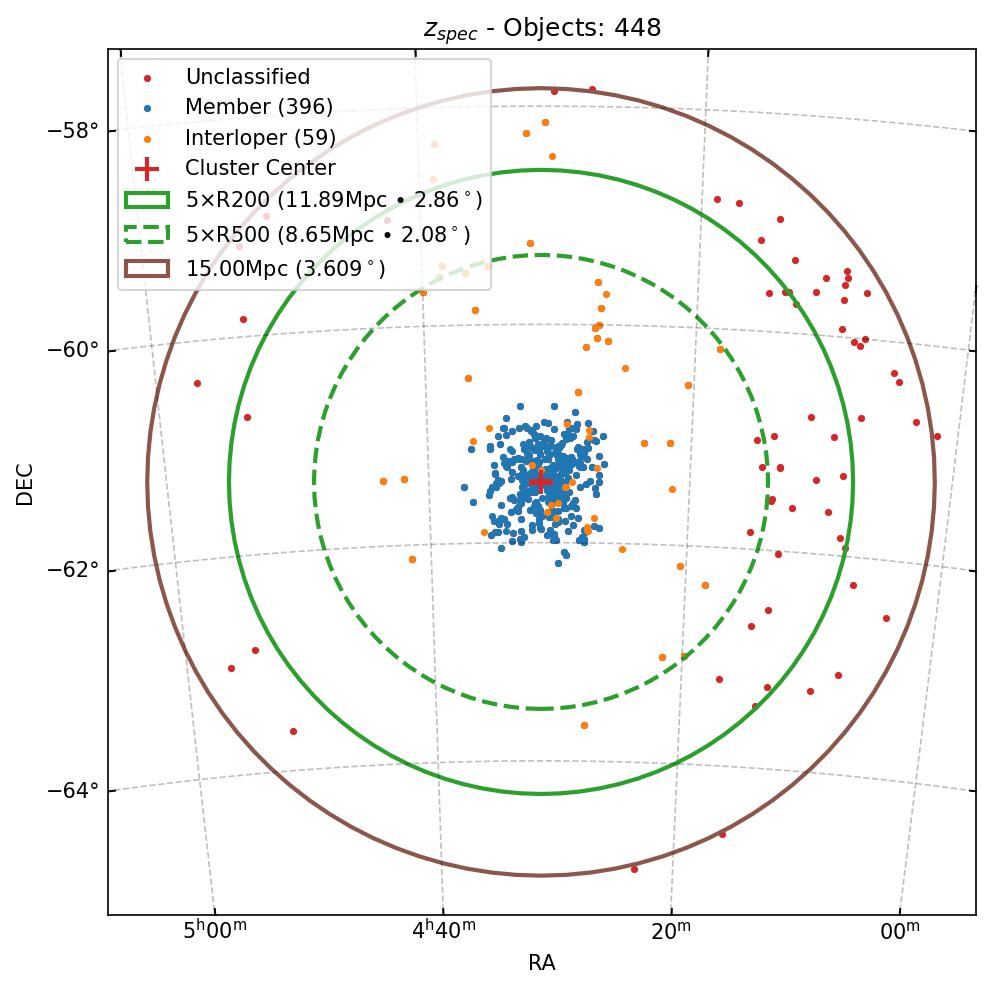 z_spec - Objects: 448
Unclassified
Member (396)
Interloper (59)
Cluster Center
5×R200 (11.89Mpc • 2.86°)
5×R500 (8.65Mpc • 2.08°)
15.00Mpc (3.609°)
−58°
−60°
−62°
−64°
DEC
5ʰ00ᵐ
4ʰ40ᵐ
20ᵐ
00ᵐ
RA